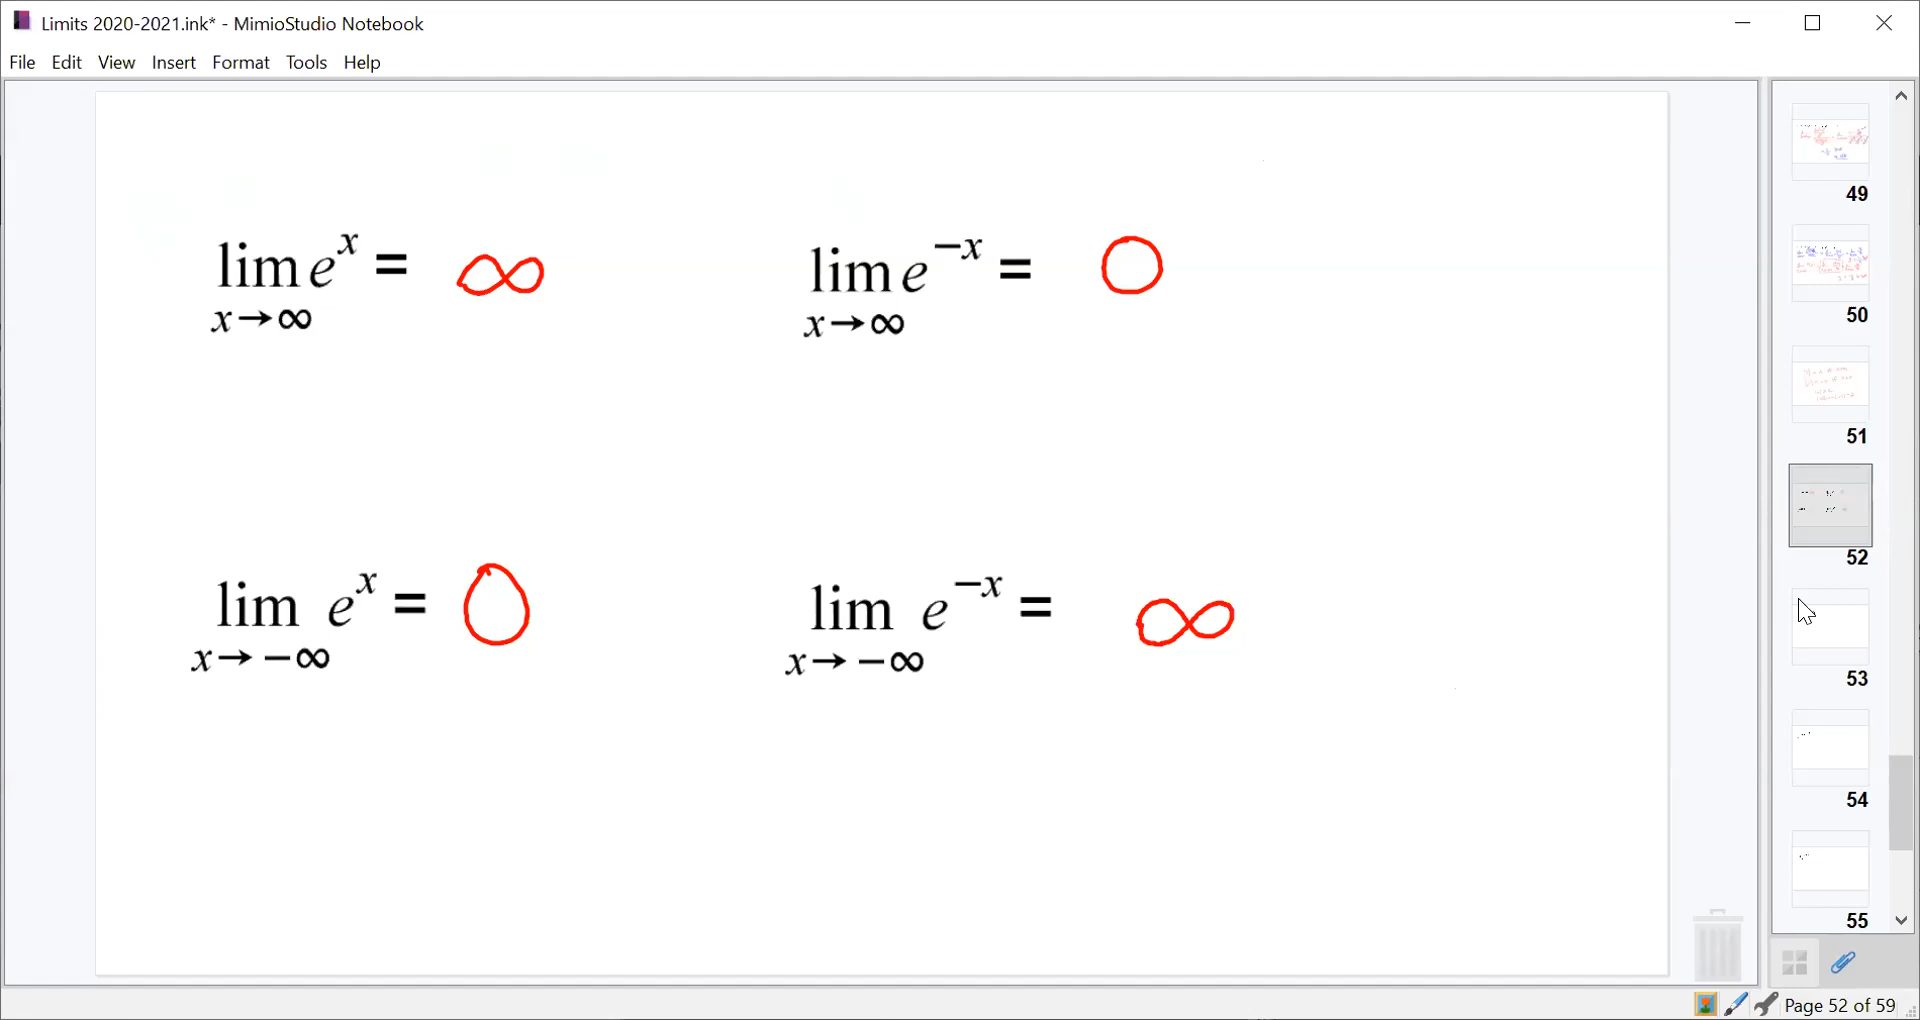 Limits 2020-2021.ink* - MimioStudio Notebook
File Edit View Insert Format Tools Help
lim e^x = ∞
x→∞
lim e^−x = 0
x→∞
lim e^x = 0
x→−∞
lim e^−x = ∞
x→−∞
49
50
51
52
53
54
55
Page 52 of 59